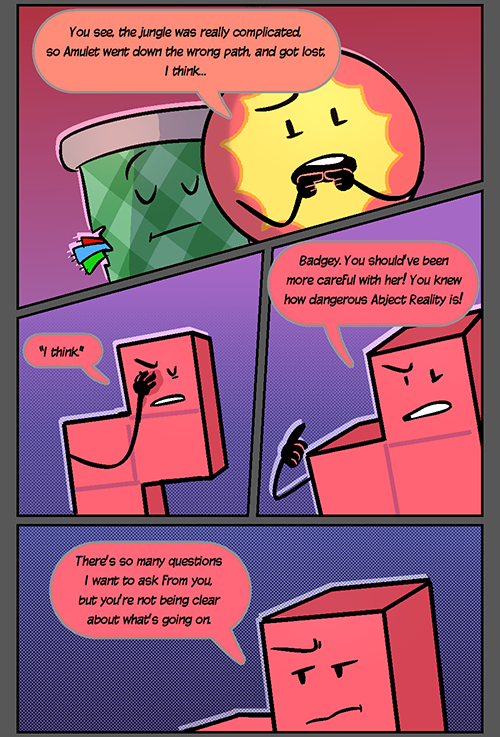 You see, the jungle was really complicated,
so Amulet went down the wrong path, and got lost,
I think...
"I think."
Badgey. You should've been
more careful with her! You knew
how dangerous Abject Reality is!
There's so many questions
I want to ask from you,
but you're not being clear
about what's going on.